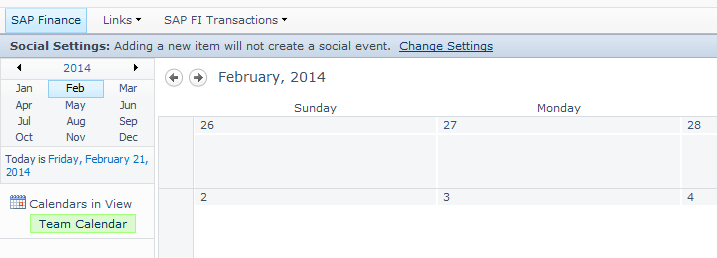 SAP Finance Links SAP FI Transactions
Social Settings: Adding a new item will not create a social event. Change Settings
2014
Jan Feb Mar
Apr May Jun
Jul Aug Sep
Oct Nov Dec
Today is Friday, February 21,
2014
Calendars in View
Team Calendar
February, 2014
Sunday Monday
26 27 28
2 3 4